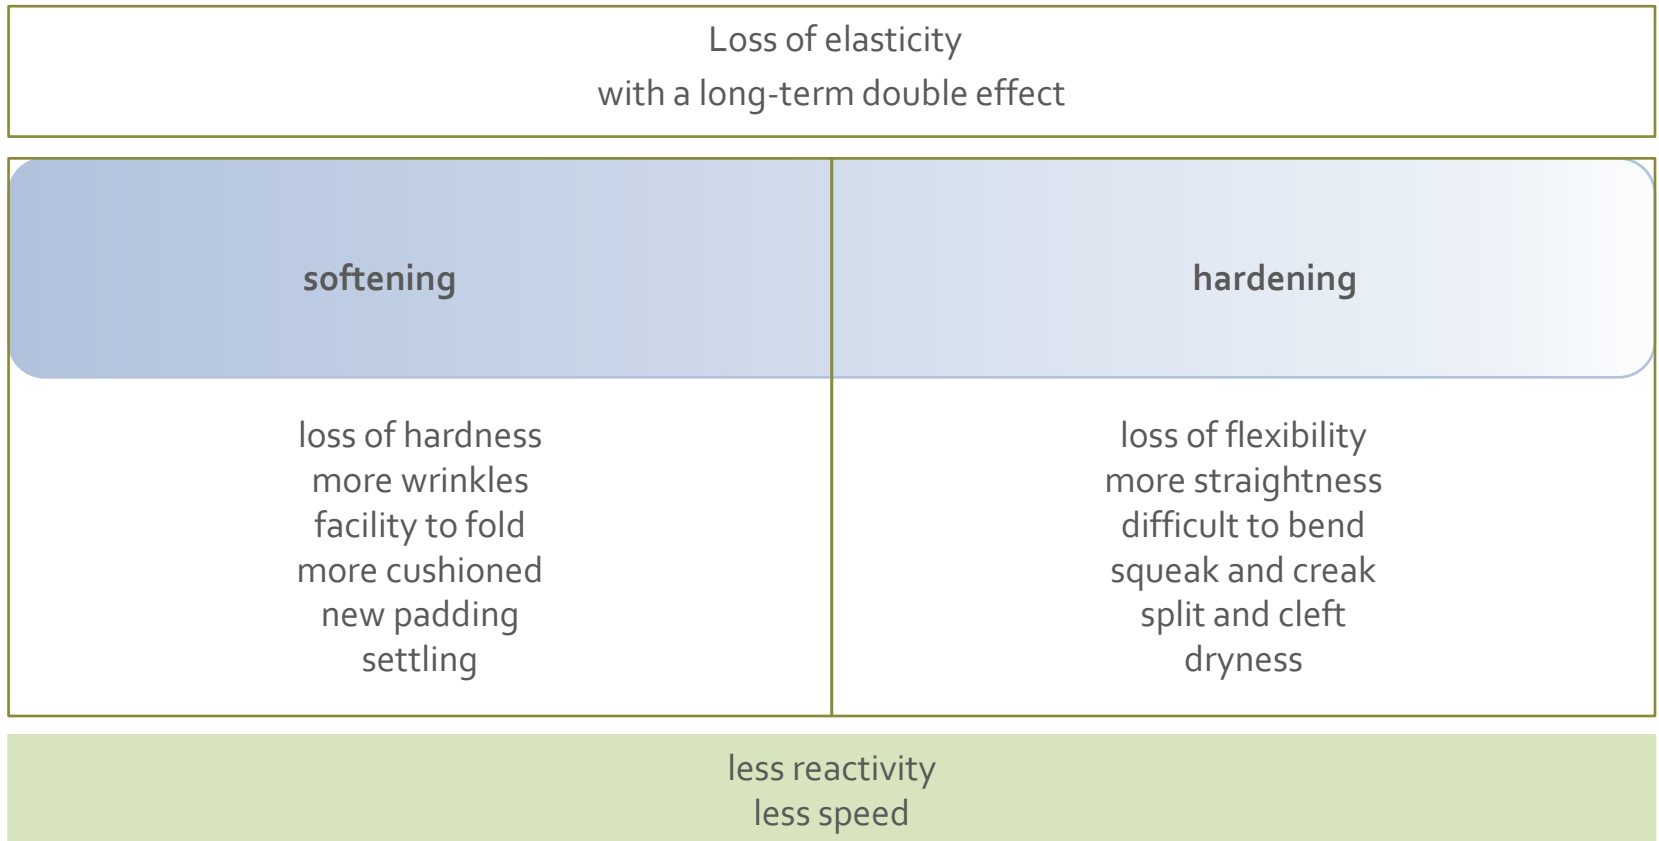 Loss of elasticity
with a long-term double effect
softening
hardening
loss of hardness
more wrinkles
facility to fold
more cushioned
new padding
settling
loss of flexibility
more straightness
difficult to bend
squeak and creak
split and cleft
dryness
less reactivity
less speed